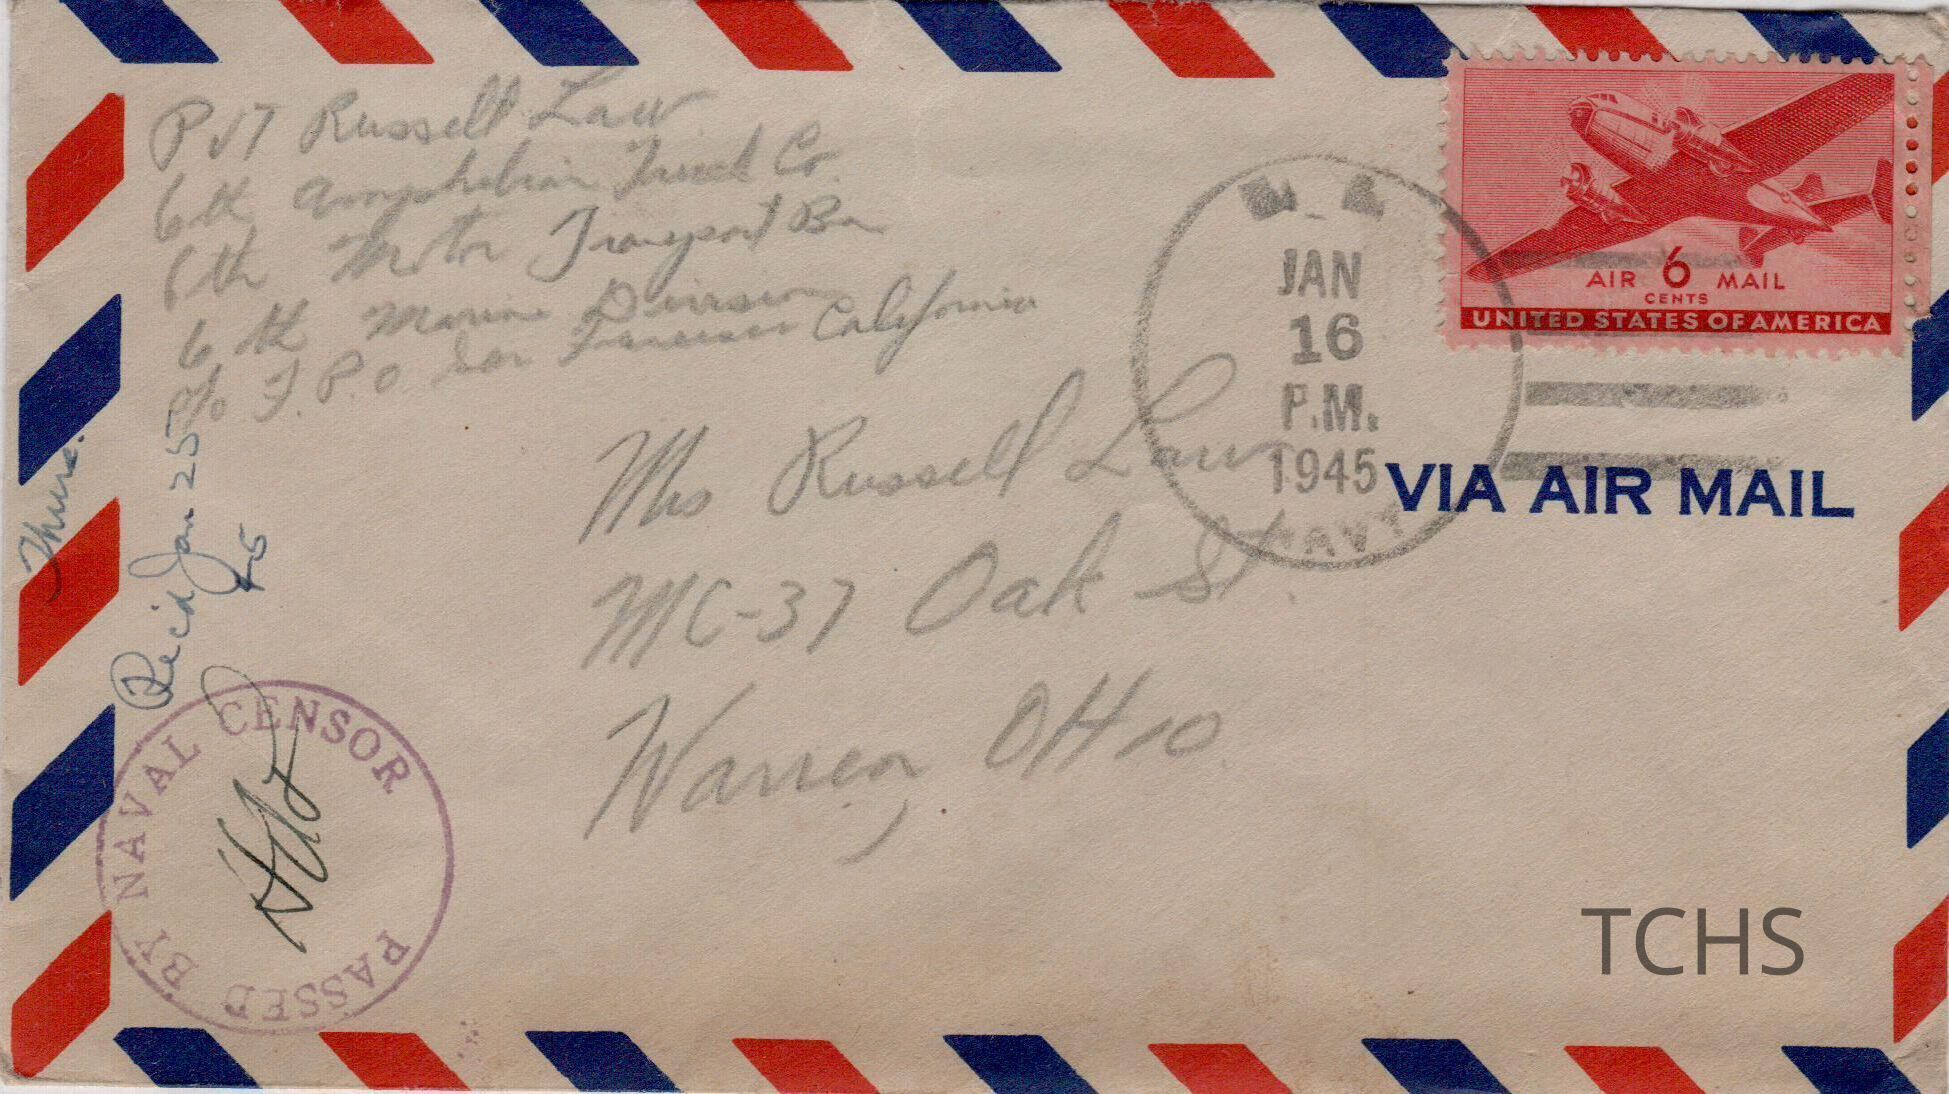 PVT Russell Law
6th Amphibian Truck Co.
6th Motor Transport Bn
6th Marine Division
c/o F.P.O San Francisco California
AIR 6 MAIL
CENTS
UNITED STATES OF AMERICA
JAN
16
P.M.
1945
NAVY
VIA AIR MAIL
Mrs Russell Law
MC-37 Oak St.
Warren, OHIO.
Thurs.
Rec'd Jan 25
45
PASSED BY NAVAL CENSOR
TCHS